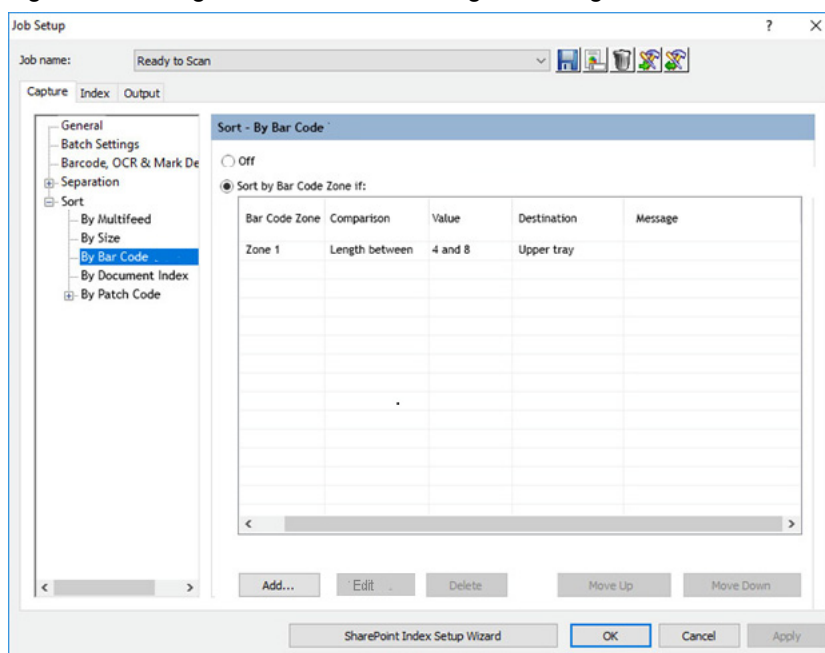 Job Setup ? X
Job name: Ready to Scan
Capture Index Output
General
Batch Settings
Barcode, OCR & Mark De
Separation
Sort
By Multifeed
By Size
By Bar Code
By Document Index
By Patch Code
Sort - By Bar Code
Off
Sort by Bar Code Zone if:
Bar Code Zone Comparison Value Destination Message
Zone 1 Length between 4 and 8 Upper tray
Add... Edit Delete Move Up Move Down
SharePoint Index Setup Wizard OK Cancel Apply